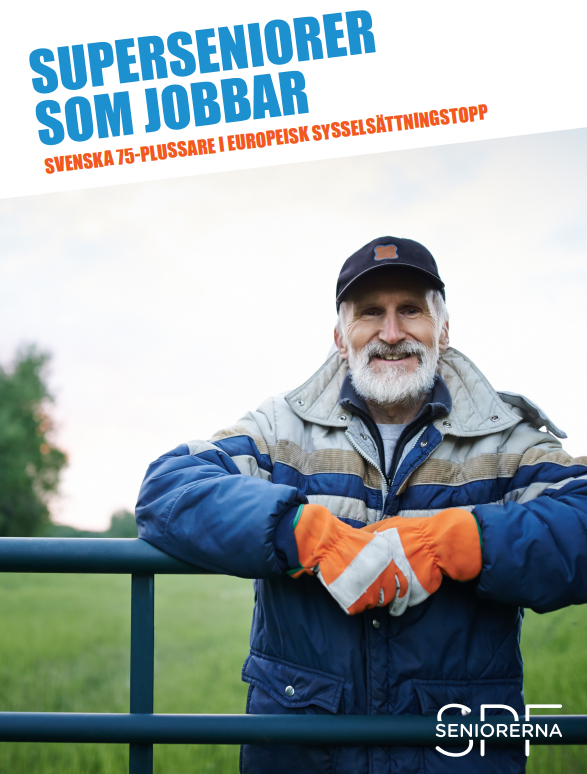 SUPERSENIORER
SOM JOBBAR
SVENSKA 75-PLUSSARE I EUROPEISK SYSSELSÄTTNINGSTOPP
SPF
SENIORERNA